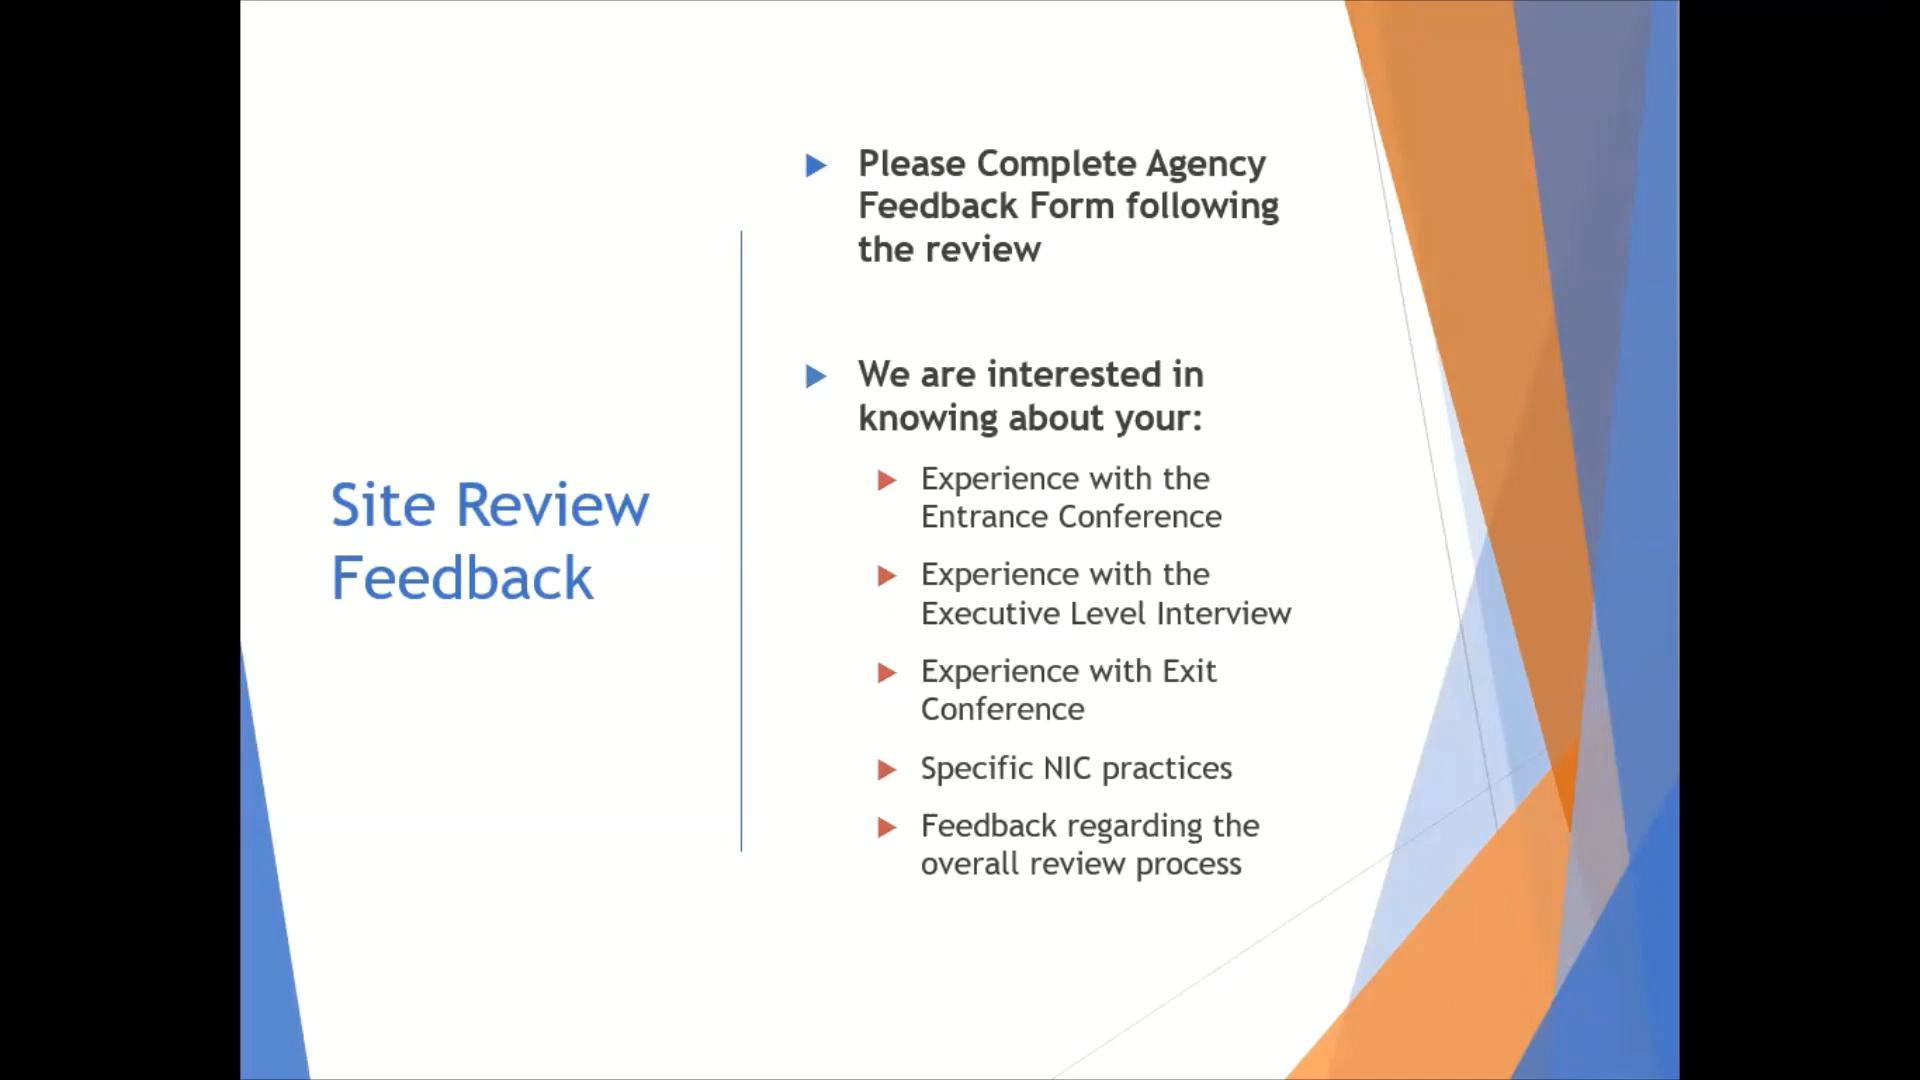 Site Review
Feedback
Please Complete Agency
Feedback Form following
the review
We are interested in
knowing about your:
Experience with the
Entrance Conference
Experience with the
Executive Level Interview
Experience with Exit
Conference
Specific NIC practices
Feedback regarding the
overall review process